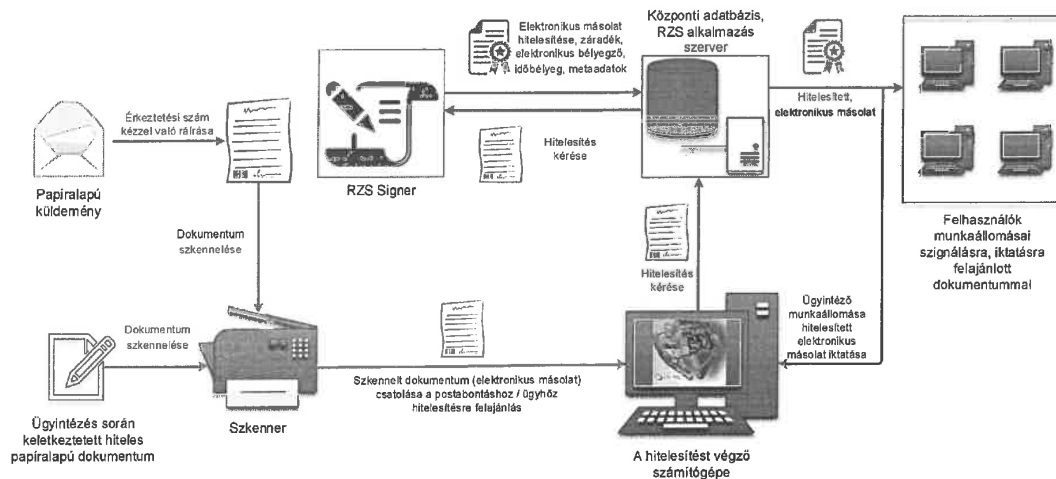 Elektronikus másolat
hitelesítése, záradék,
elektronikus bélyegző,
időbélyeg, metaadatok
Központi adatbázis,
RZS alkalmazás
szerver
Érkeztetési szám
kézzel való ráírása
Papíralapú
küldemény
RZS Signer
Hitelesítés
kérése
Hitelesített,
elektronikus másolat
Felhasználók
munkaállomásai
szignálásra, iktatásra
felajánlott
dokumentummal
Dokumentum
szkennelése
Hitelesítés
kérése
Dokumentum
szkennelése
Ügyintéző
munkaállomása
hitelesített
elektronikus
másolat iktatása
Szkennelt dokumentum (elektronikus másolat)
csatolása a postabontáshoz / ügyhöz
hitelesítésre felajánlás
Ügyintézés során
keletkeztetett hiteles
papíralapú dokumentum
Szkenner
A hitelesítést végző
számítógépe